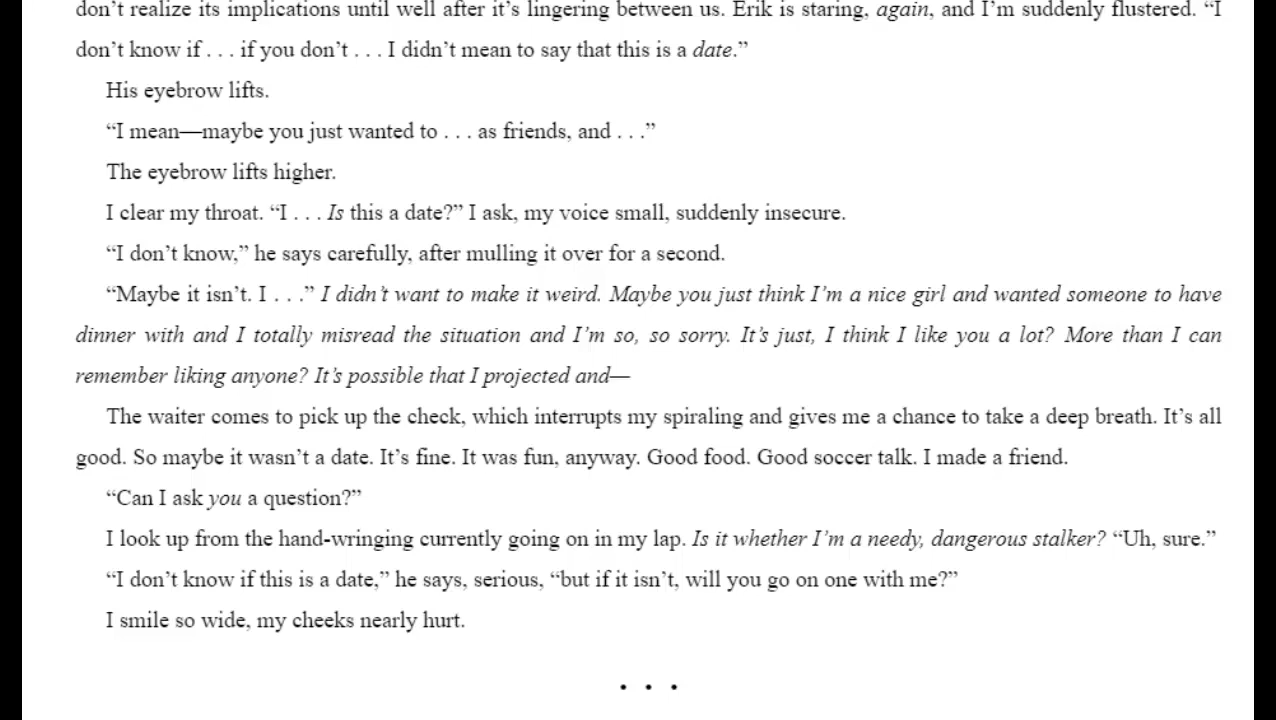 don’t realize its implications until well after it’s lingering between us. Erik is staring, again, and I’m suddenly flustered. “I
don’t know if . . . if you don’t . . . I didn’t mean to say that this is a date.”
His eyebrow lifts.
“I mean—maybe you just wanted to . . . as friends, and . . .”
The eyebrow lifts higher.
I clear my throat. “I . . . Is this a date?” I ask, my voice small, suddenly insecure.
“I don’t know,” he says carefully, after mulling it over for a second.
“Maybe it isn’t. I . . .” I didn’t want to make it weird. Maybe you just think I’m a nice girl and wanted someone to have
dinner with and I totally misread the situation and I’m so, so sorry. It’s just, I think I like you a lot? More than I can
remember liking anyone? It’s possible that I projected and—
The waiter comes to pick up the check, which interrupts my spiraling and gives me a chance to take a deep breath. It’s all
good. So maybe it wasn’t a date. It’s fine. It was fun, anyway. Good food. Good soccer talk. I made a friend.
“Can I ask you a question?”
I look up from the hand-wringing currently going on in my lap. Is it whether I’m a needy, dangerous stalker? “Uh, sure.”
“I don’t know if this is a date,” he says, serious, “but if it isn’t, will you go on one with me?”
I smile so wide, my cheeks nearly hurt.
• • •